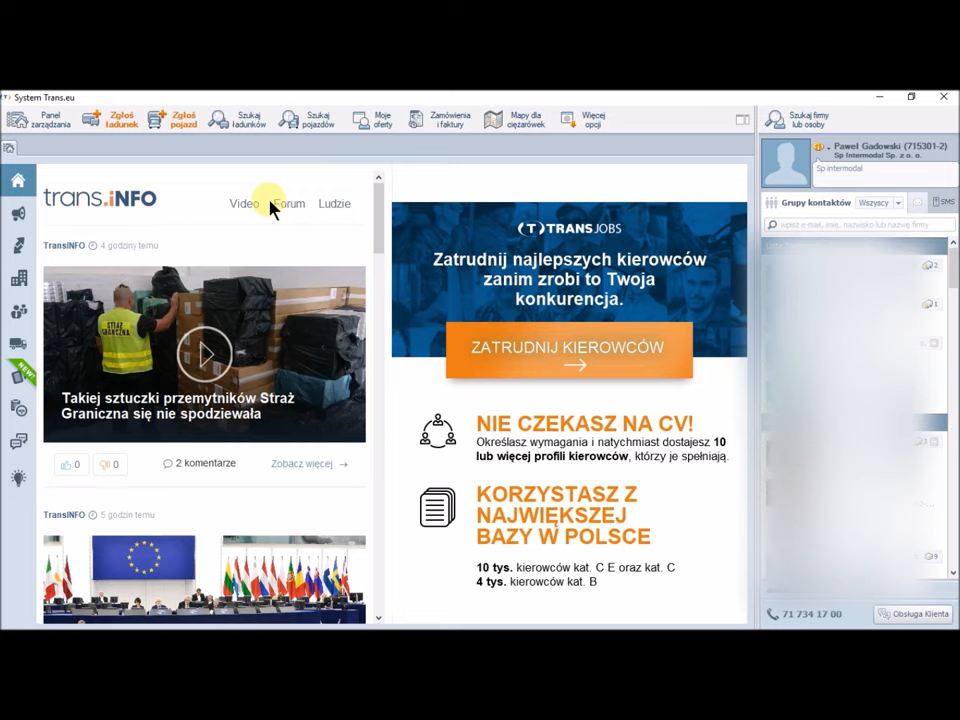 System Trans.eu
Panel
zarządzania
Zgłoś
ładunek
Zgłoś
pojazd
Szukaj
ładunków
Szukaj
pojazdów
Moje
oferty
Zamówienia
i faktury
Mapy dla
ciężarówek
Więcej
opcji
Szukaj firmy
lub osoby
Paweł Gadowski (715301-2)
Sp Intermodal Sp. z o. o.
Sp intermodal
Grupy kontaktów
Wszyscy
SMS
wpisz e-mail, imię, nazwisko lub nazwę firmy
trans.iNFO
Video Forum Ludzie
TransINFO 4 godziny temu
STRAŻ
GRANICZNA
Takiej sztuczki przemytników Straż
Graniczna się nie spodziewała
0
0
2 komentarze
Zobacz więcej →
TransINFO 5 godzin temu
NEW!
(T) TRANSJOBS
Zatrudnij najlepszych kierowców
zanim zrobi to Twoja
konkurencja.
ZATRUDNIJ KIEROWCÓW
→
NIE CZEKASZ NA CV!
Określasz wymagania i natychmiast dostajesz 10
lub więcej profili kierowców, którzy je spełniają.
KORZYSTASZ Z
NAJWIĘKSZEJ
BAZY W POLSCE
10 tys. kierowców kat. C E oraz kat. C
4 tys. kierowców kat. B
2
1
3
9
71 734 17 00
Obsługa Klienta